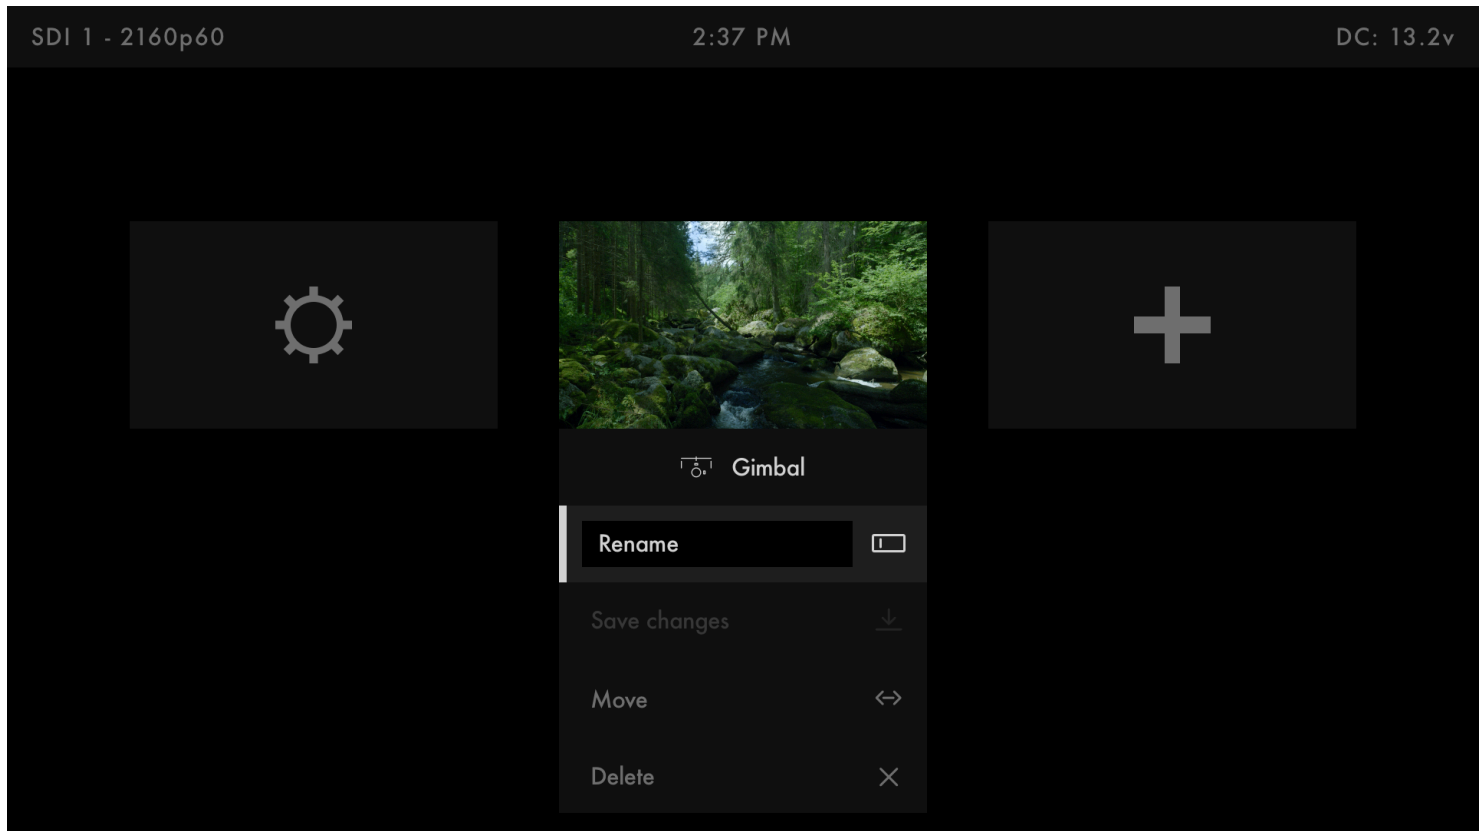 SDI 1 - 2160p60
2:37 PM
DC: 13.2v
Gimbal
Rename
Save changes
Move
Delete